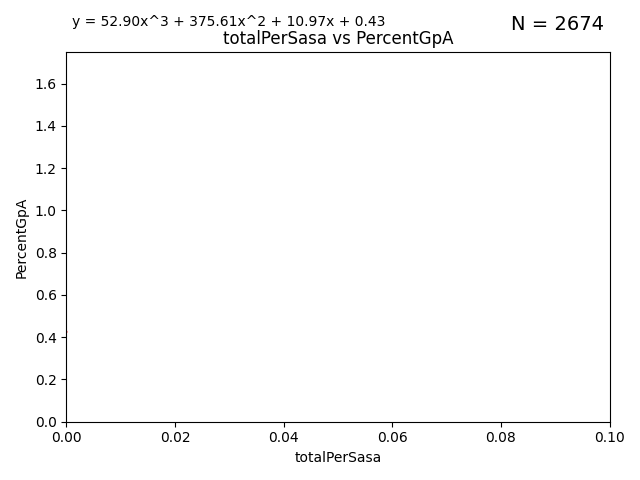 y = 52.90x^3 + 375.61x^2 + 10.97x + 0.43
N = 2674
totalPerSasa vs PercentGpA
1.6
1.4
1.2
1.0
0.8
0.6
0.4
0.2
0.0
PercentGpA
0.00 0.02 0.04 0.06 0.08 0.10
totalPerSasa